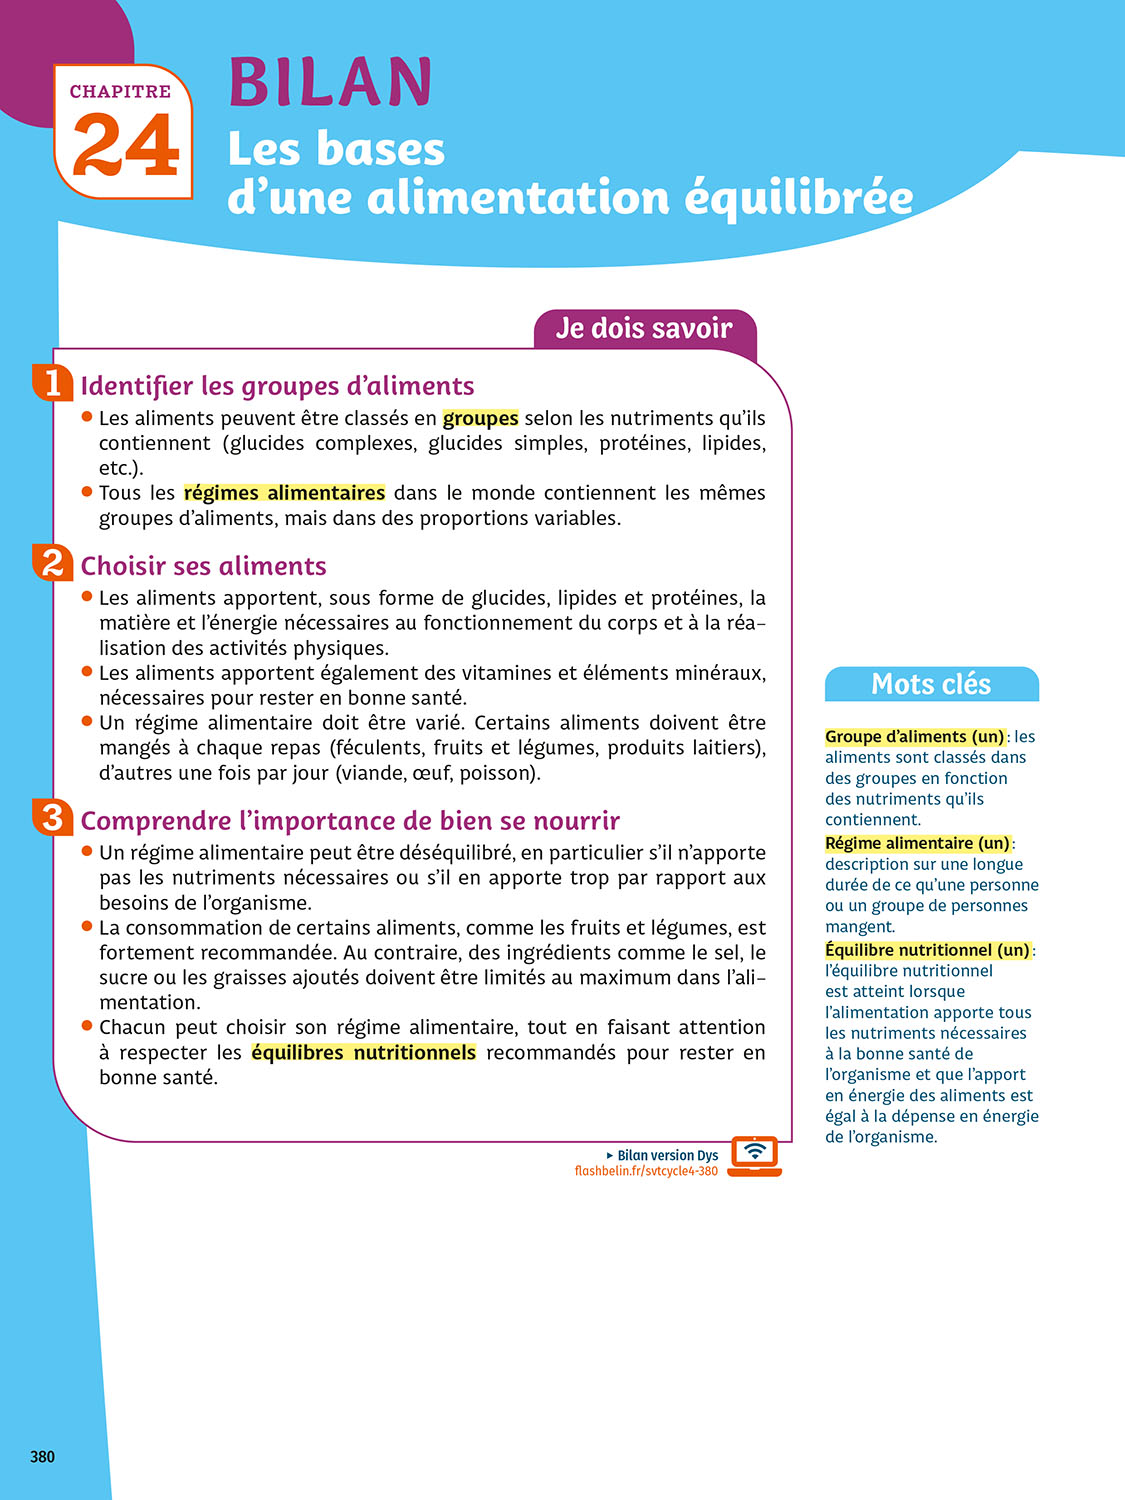 CHAPITRE
24
BILAN
Les bases
d’une alimentation équilibrée
Je dois savoir
1 Identifier les groupes d’aliments
• Les aliments peuvent être classés en groupes selon les nutriments qu’ils
contiennent (glucides complexes, glucides simples, protéines, lipides,
etc.).
• Tous les régimes alimentaires dans le monde contiennent les mêmes
groupes d’aliments, mais dans des proportions variables.
2 Choisir ses aliments
• Les aliments apportent, sous forme de glucides, lipides et protéines, la
matière et l’énergie nécessaires au fonctionnement du corps et à la réa-
lisation des activités physiques.
• Les aliments apportent également des vitamines et éléments minéraux,
nécessaires pour rester en bonne santé.
• Un régime alimentaire doit être varié. Certains aliments doivent être
mangés à chaque repas (féculents, fruits et légumes, produits laitiers),
d’autres une fois par jour (viande, œuf, poisson).
3 Comprendre l’importance de bien se nourrir
• Un régime alimentaire peut être déséquilibré, en particulier s’il n’apporte
pas les nutriments nécessaires ou s’il en apporte trop par rapport aux
besoins de l’organisme.
• La consommation de certains aliments, comme les fruits et légumes, est
fortement recommandée. Au contraire, des ingrédients comme le sel, le
sucre ou les graisses ajoutés doivent être limités au maximum dans l’ali-
mentation.
• Chacun peut choisir son régime alimentaire, tout en faisant attention
à respecter les équilibres nutritionnels recommandés pour rester en
bonne santé.
▸ Bilan version Dys
flashbelin.fr/svtcycle4-380
Mots clés
Groupe d’aliments (un) : les
aliments sont classés dans
des groupes en fonction
des nutriments qu’ils
contiennent.
Régime alimentaire (un) :
description sur une longue
durée de ce qu’une personne
ou un groupe de personnes
mangent.
Équilibre nutritionnel (un) :
l’équilibre nutritionnel
est atteint lorsque
l’alimentation apporte tous
les nutriments nécessaires
à la bonne santé de
l’organisme et que l’apport
en énergie des aliments est
égal à la dépense en énergie
de l’organisme.
380